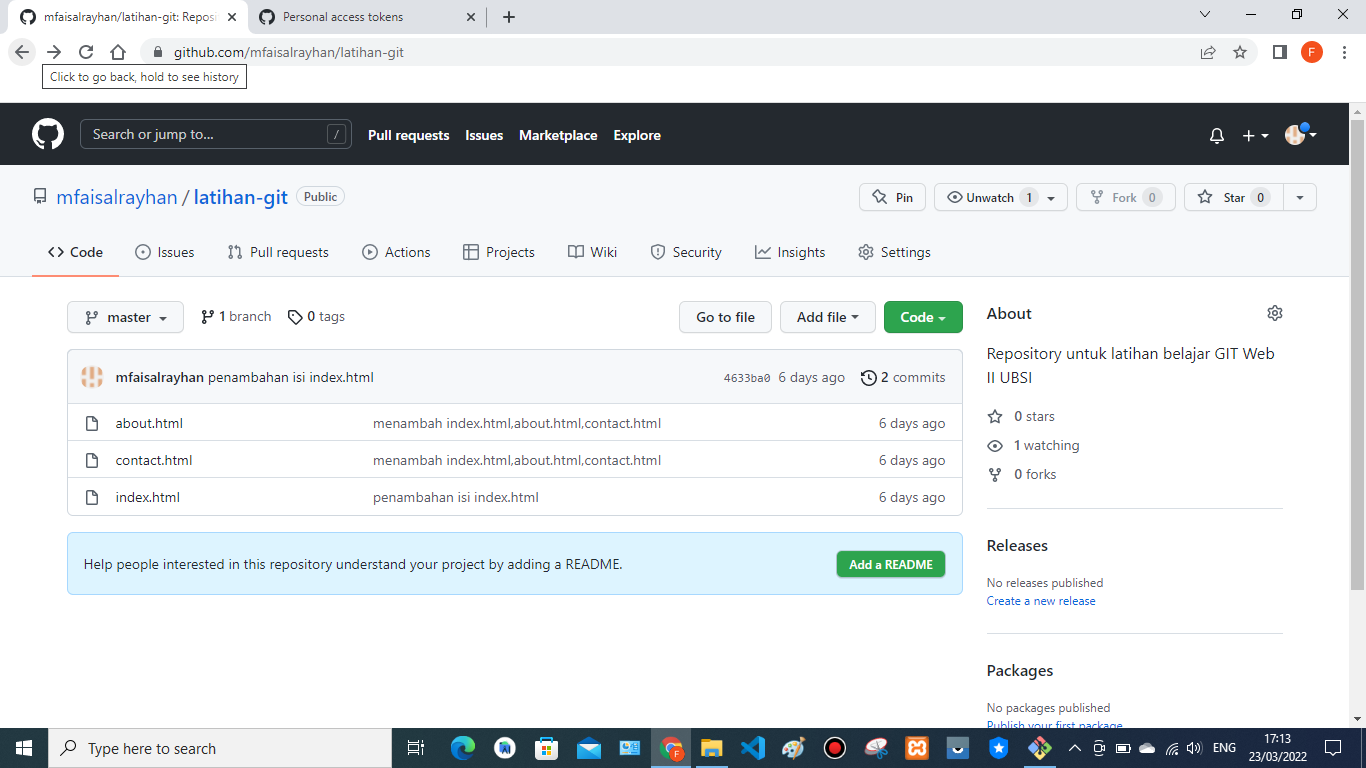 mfaisalrayhan/latihan-git: Reposi
Personal access tokens
github.com/mfaisalrayhan/latihan-git
F
Click to go back, hold to see history
Search or jump to...
/
Pull requests Issues Marketplace Explore
mfaisalrayhan / latihan-git Public
Pin
Unwatch 1
Fork 0
Star 0
Code Issues Pull requests Actions Projects Wiki Security Insights Settings
master 1 branch 0 tags
Go to file Add file Code
mfaisalrayhan penambahan isi index.html 4633ba0 6 days ago 2 commits
about.html menambah index.html,about.html,contact.html 6 days ago
contact.html menambah index.html,about.html,contact.html 6 days ago
index.html penambahan isi index.html 6 days ago
Help people interested in this repository understand your project by adding a README. Add a README
About
Repository untuk latihan belajar GIT Web
II UBSI
0 stars
1 watching
0 forks
Releases
No releases published
Create a new release
Packages
No packages published
Publish your first package
Type here to search
F
ENG
17:13
23/03/2022